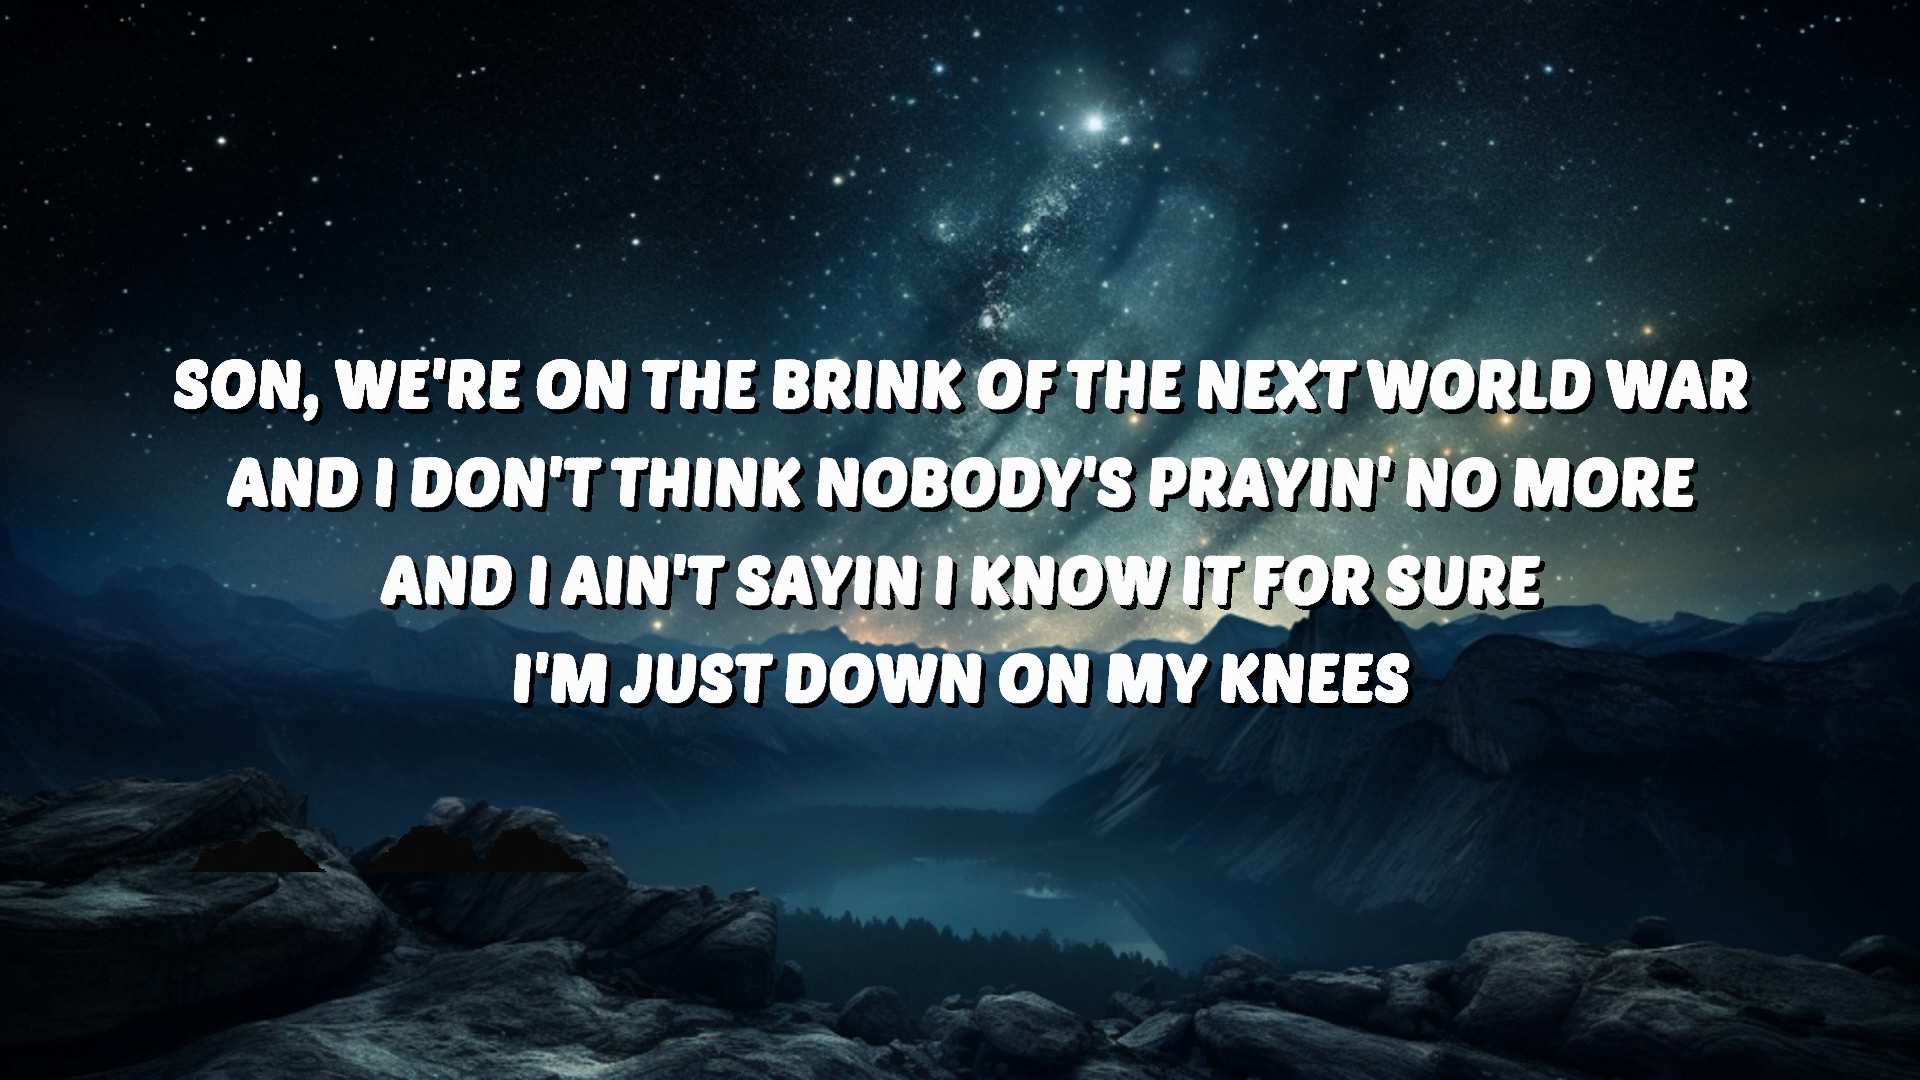 SON, WE'RE ON THE BRINK OF THE NEXT WORLD WAR
AND I DON'T THINK NOBODY'S PRAYIN' NO MORE
AND I AIN'T SAYIN I KNOW IT FOR SURE
I'M JUST DOWN ON MY KNEES